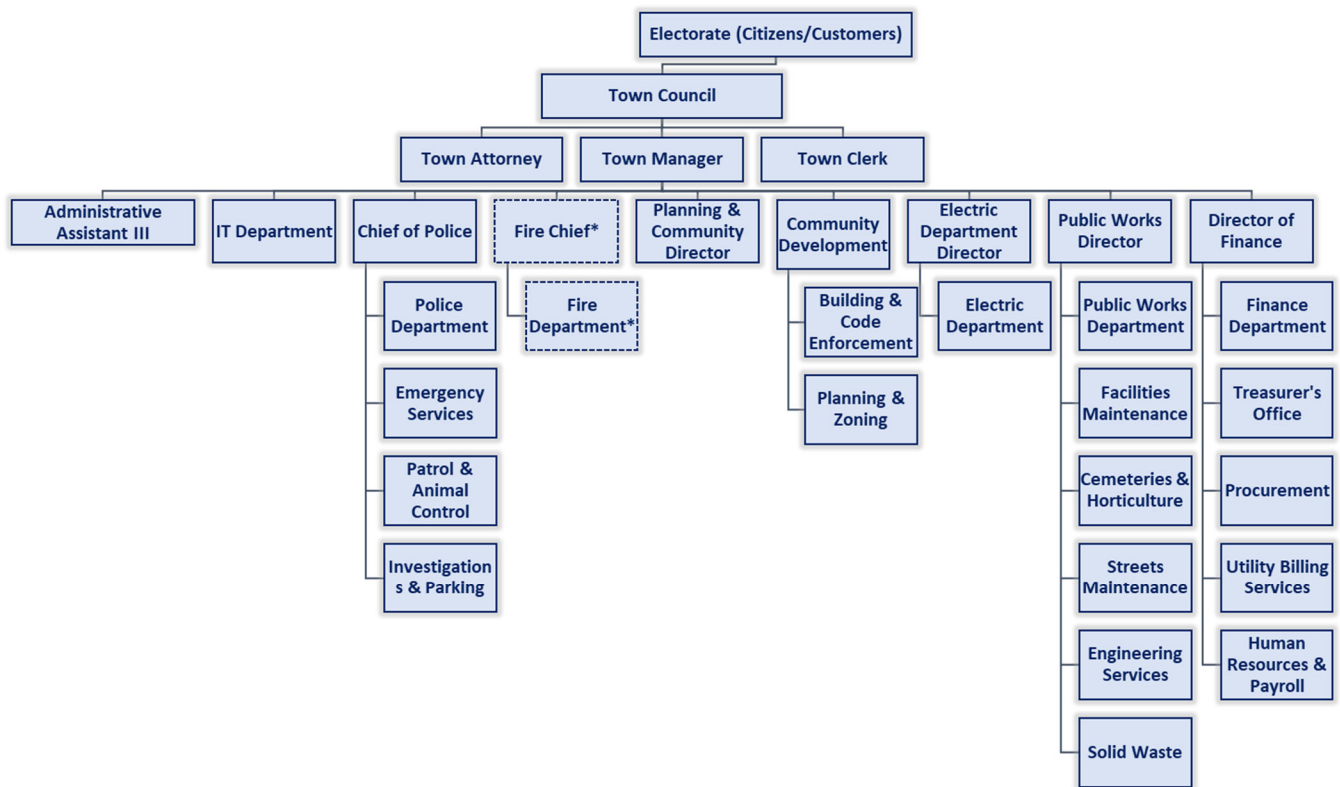 Electorate (Citizens/Customers)
Town Council
Town Attorney
Town Manager
Town Clerk
Administrative
Assistant III
IT Department
Chief of Police
Fire Chief*
Planning &
Community
Director
Community
Development
Electric
Department
Director
Public Works
Director
Director of
Finance
Police
Department
Emergency
Services
Patrol &
Animal
Control
Investigation
s & Parking
Fire
Department*
Building &
Code
Enforcement
Planning &
Zoning
Electric
Department
Public Works
Department
Facilities
Maintenance
Cemeteries &
Horticulture
Streets
Maintenance
Engineering
Services
Solid Waste
Finance
Department
Treasurer's
Office
Procurement
Utility Billing
Services
Human
Resources &
Payroll